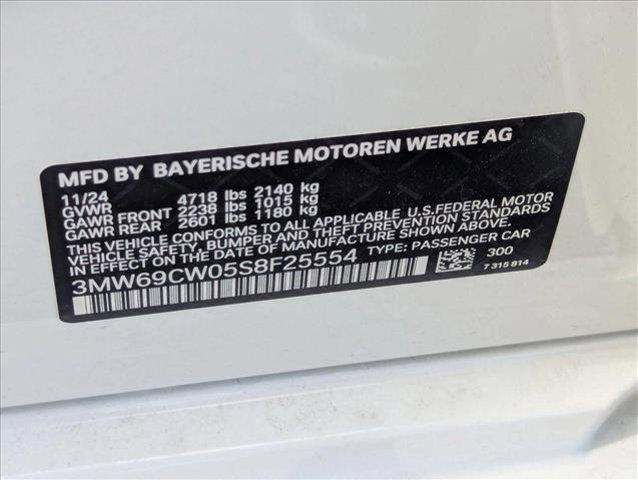 MFD BY BAYERISCHE MOTOREN WERKE AG
11/24
GVWR 4718 lbs 2140 kg
GAWR FRONT 2238 lbs 1015 kg
GAWR REAR 2601 lbs 1180 kg
THIS VEHICLE CONFORMS TO ALL APPLICABLE U.S.FEDERAL MOTOR
VEHICLE SAFETY, BUMPER, AND THEFT PREVENTION STANDARDS
IN EFFECT ON THE DATE OF MANUFACTURE SHOWN ABOVE.
3MW69CW05S8F25554 TYPE: PASSENGER CAR
300
7 315 814